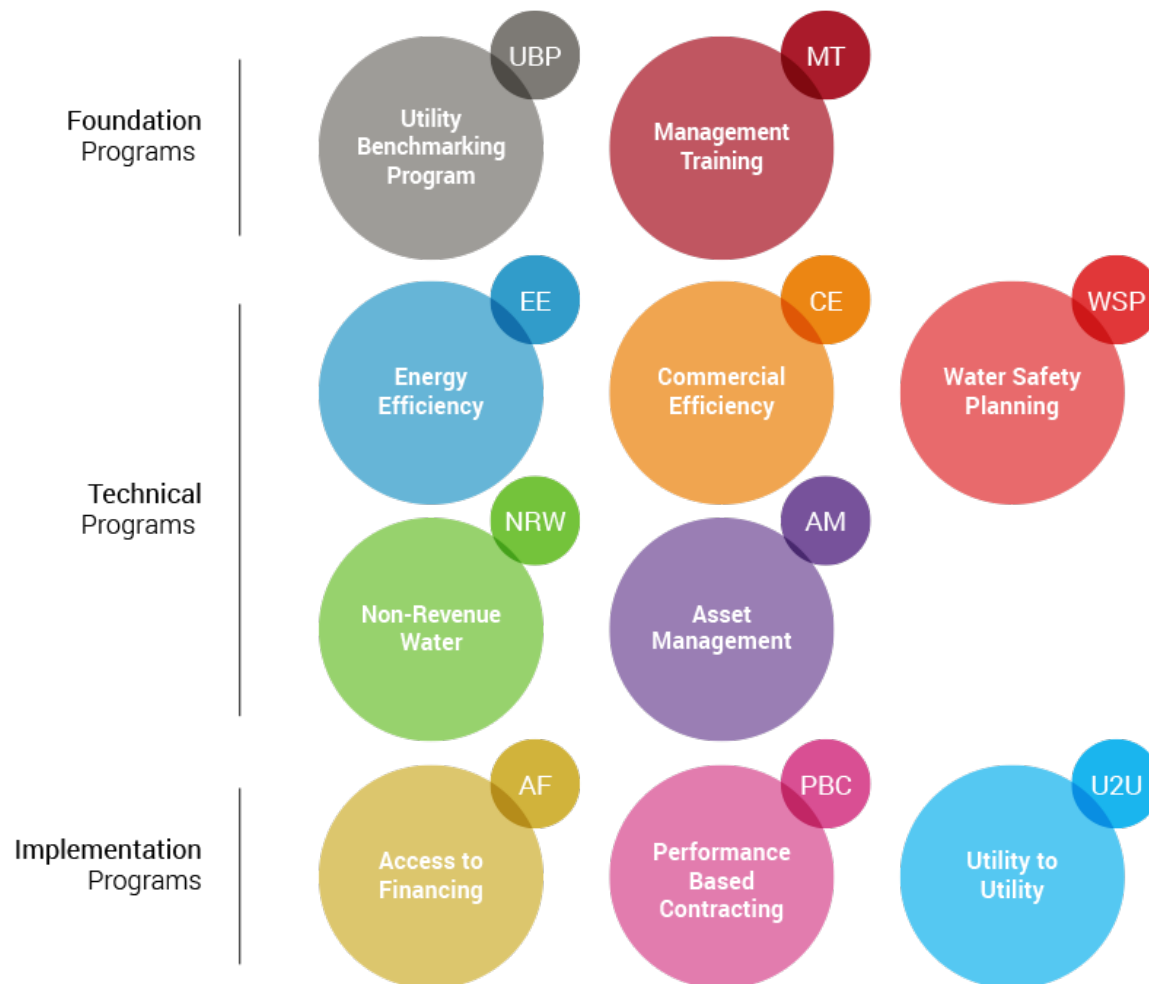 Foundation
Programs
UBP
Utility
Benchmarking
Program
MT
Management
Training
Technical
Programs
EE
Energy
Efficiency
CE
Commercial
Efficiency
WSP
Water Safety
Planning
NRW
Non-Revenue
Water
AM
Asset
Management
Implementation
Programs
AF
Access to
Financing
PBC
Performance
Based
Contracting
U2U
Utility to
Utility